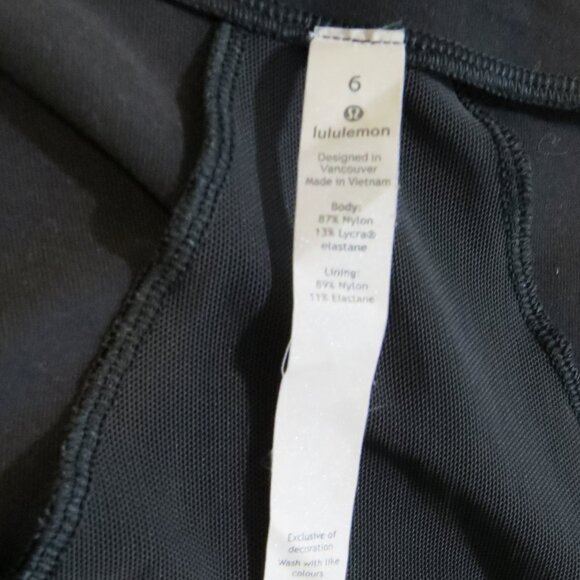 6
lululemon
Designed in
Vancouver
Made in Vietnam
Body:
87% Nylon
13% Lycra®
elastane
Lining:
89% Nylon
11% Elastane
Exclusive of
decoration
Wash with like
colours